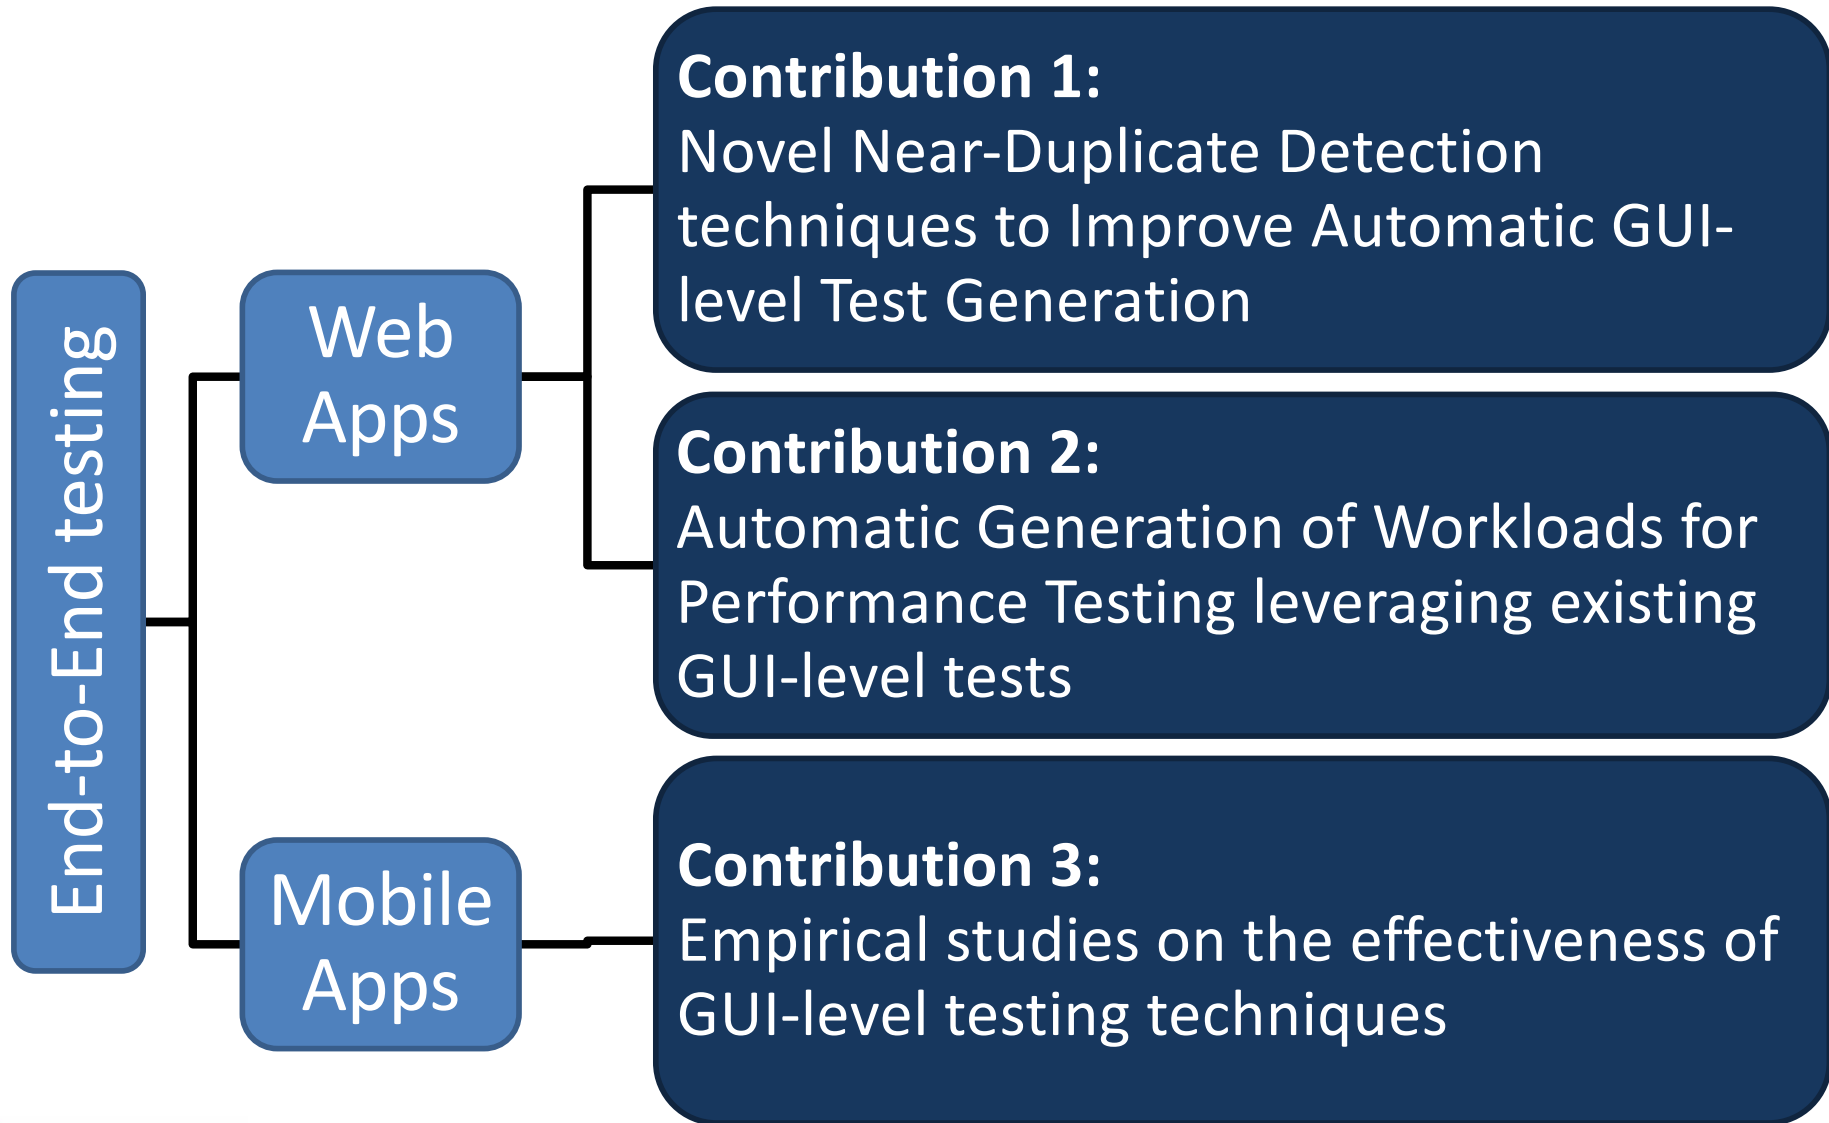 End-to-End testing
Web
Apps
Contribution 1:
Novel Near-Duplicate Detection
techniques to Improve Automatic GUI-
level Test Generation
Contribution 2:
Automatic Generation of Workloads for
Performance Testing leveraging existing
GUI-level tests
Mobile
Apps
Contribution 3:
Empirical studies on the effectiveness of
GUI-level testing techniques